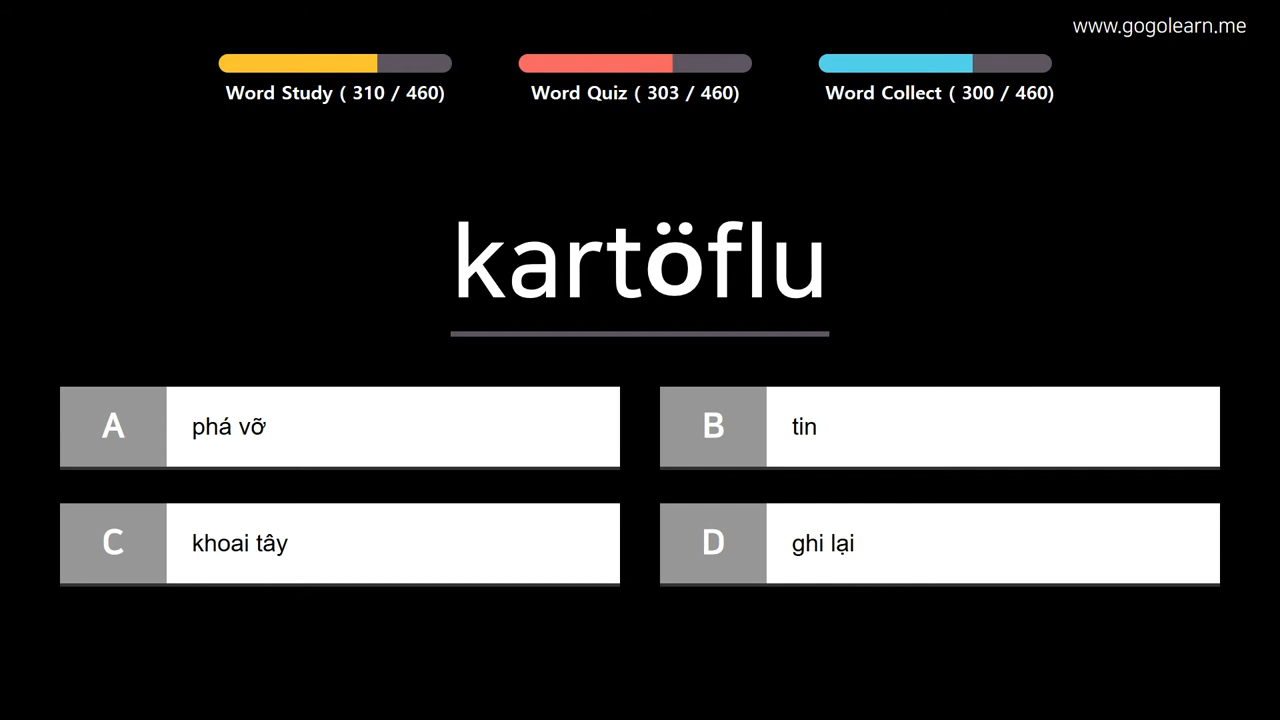 www.gogolearn.me
Word Study ( 310 / 460)
Word Quiz ( 303 / 460)
Word Collect ( 300 / 460)
kartöflu
A phá vỡ
B tin
C khoai tây
D ghi lại